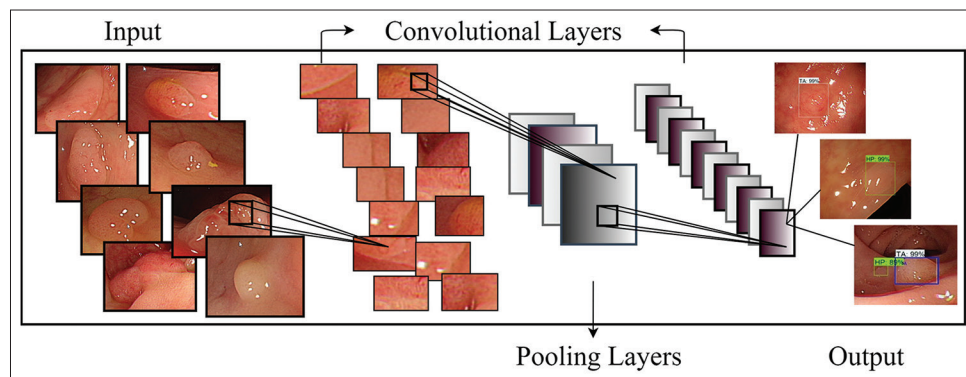 Input
Convolutional Layers
TA: 99%
HP: 99%
TA: 99%
HP: 89%
Pooling Layers
Output